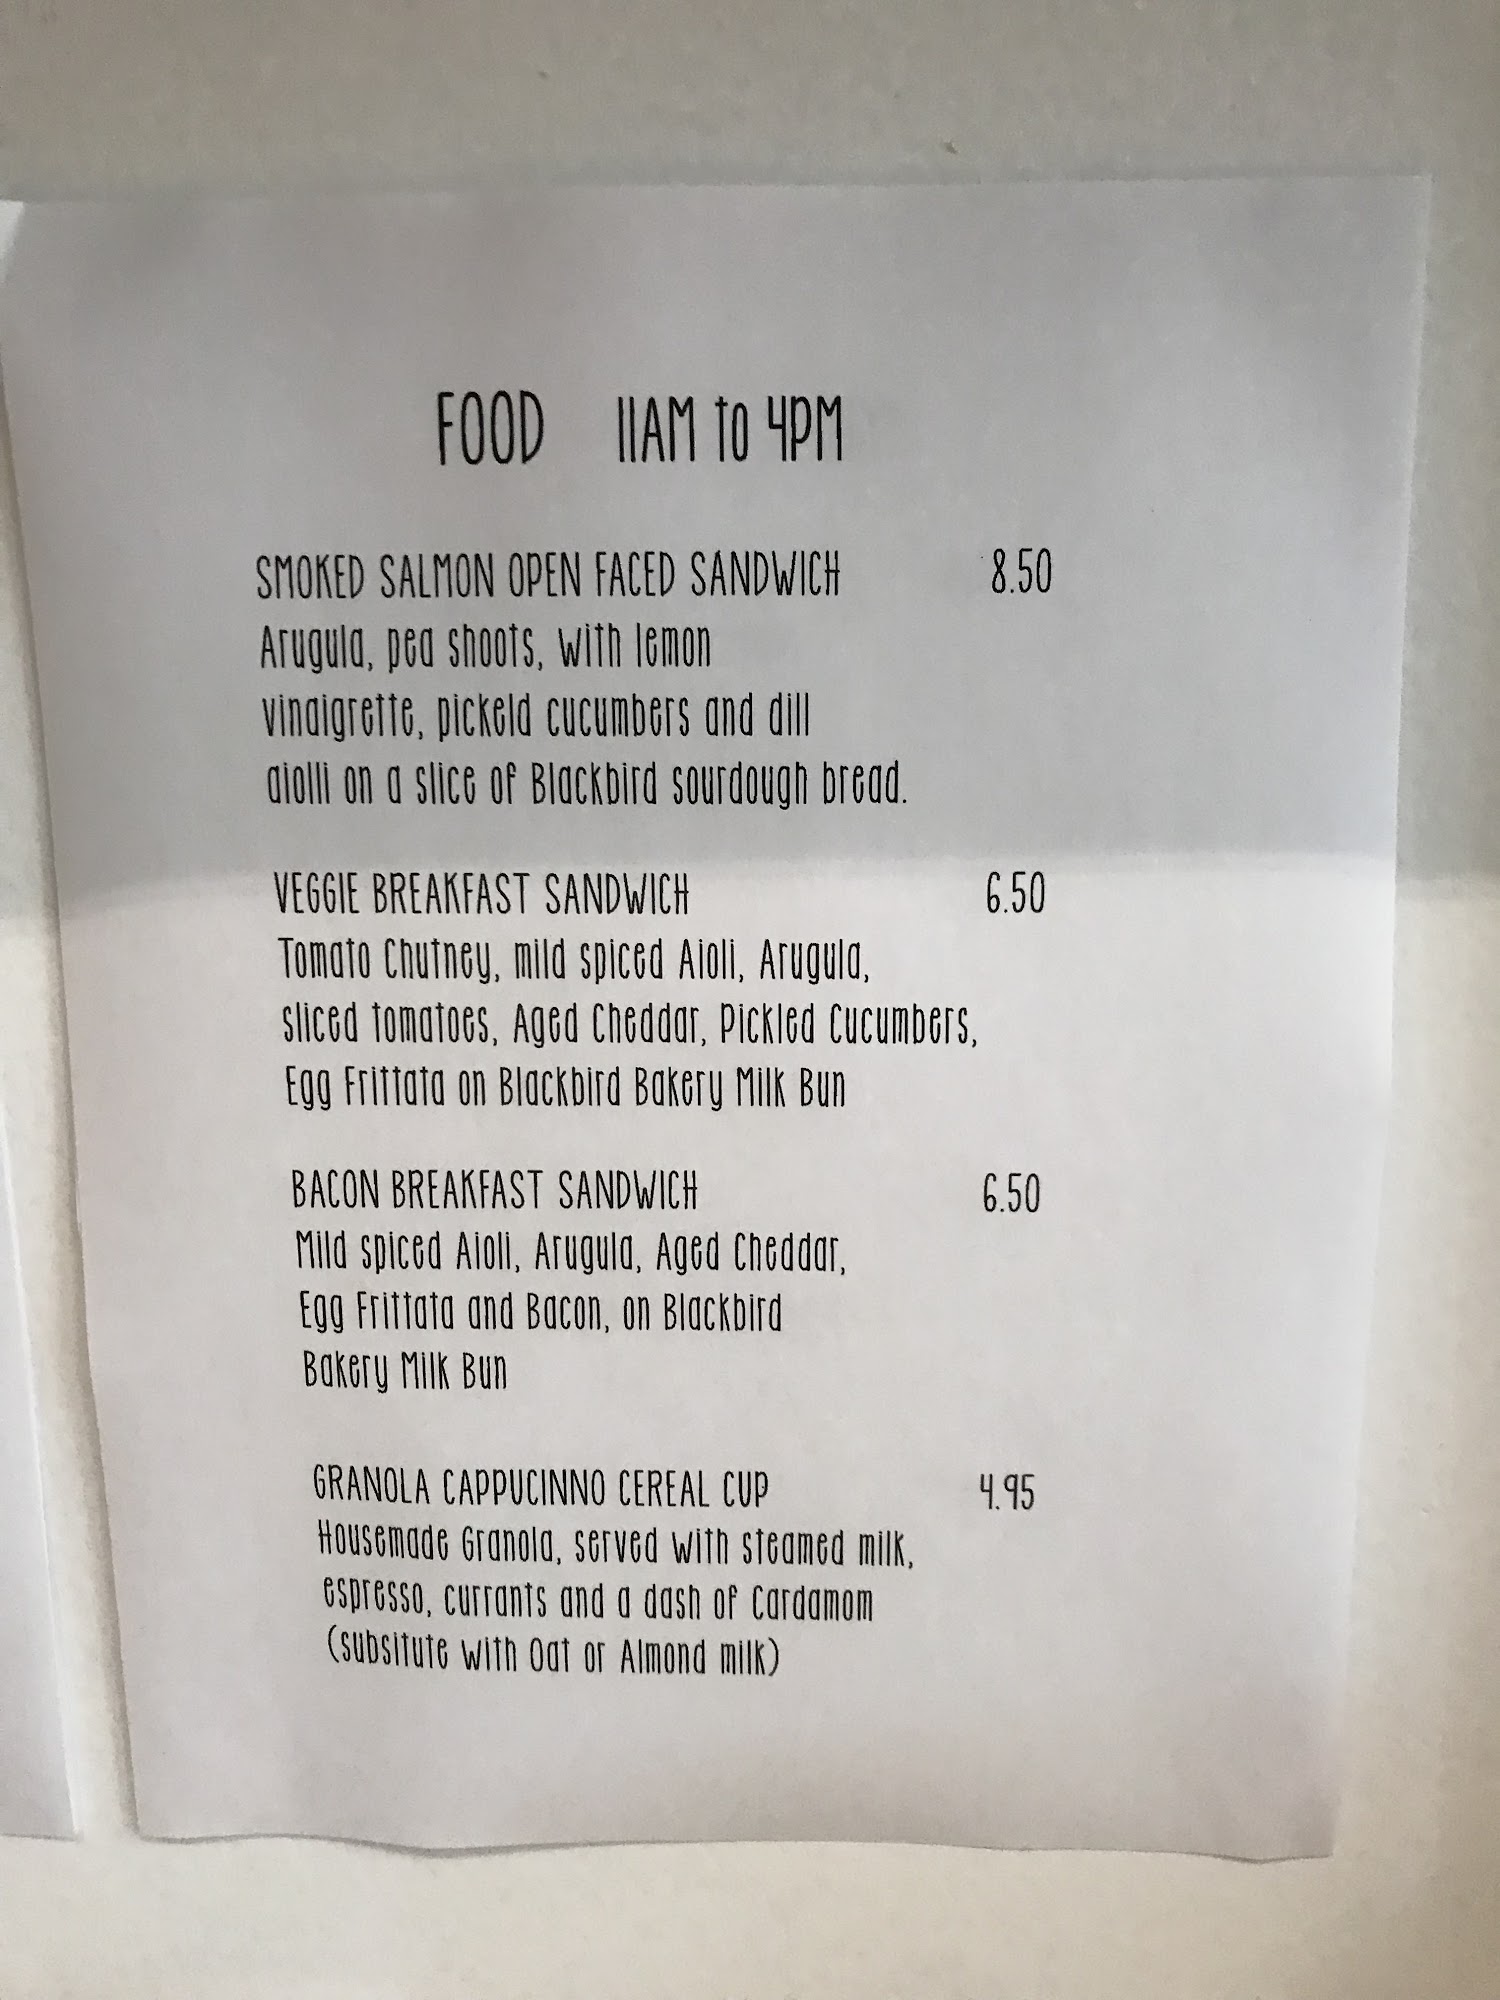 FOOD 11AM to 4PM
SMOKED SALMON OPEN FACED SANDWICH 8.50
Arugula, pea shoots, with lemon
vinaigrette, pickeld cucumbers and dill
aiolli on a slice of Blackbird sourdough bread.
VEGGIE BREAKFAST SANDWICH 6.50
Tomato Chutney, mild spiced Aioli, Arugula,
sliced tomatoes, Aged Cheddar, Pickled Cucumbers,
Egg Frittata on Blackbird Bakery Milk Bun
BACON BREAKFAST SANDWICH 6.50
Mild spiced Aioli, Arugula, Aged Cheddar,
Egg Frittata and Bacon, on Blackbird
Bakery Milk Bun
GRANOLA CAPPUCINNO CEREAL CUP 4.95
Housemade Granola, served with steamed milk,
espresso, currants and a dash of Cardamom
(subsitute with Oat or Almond milk)